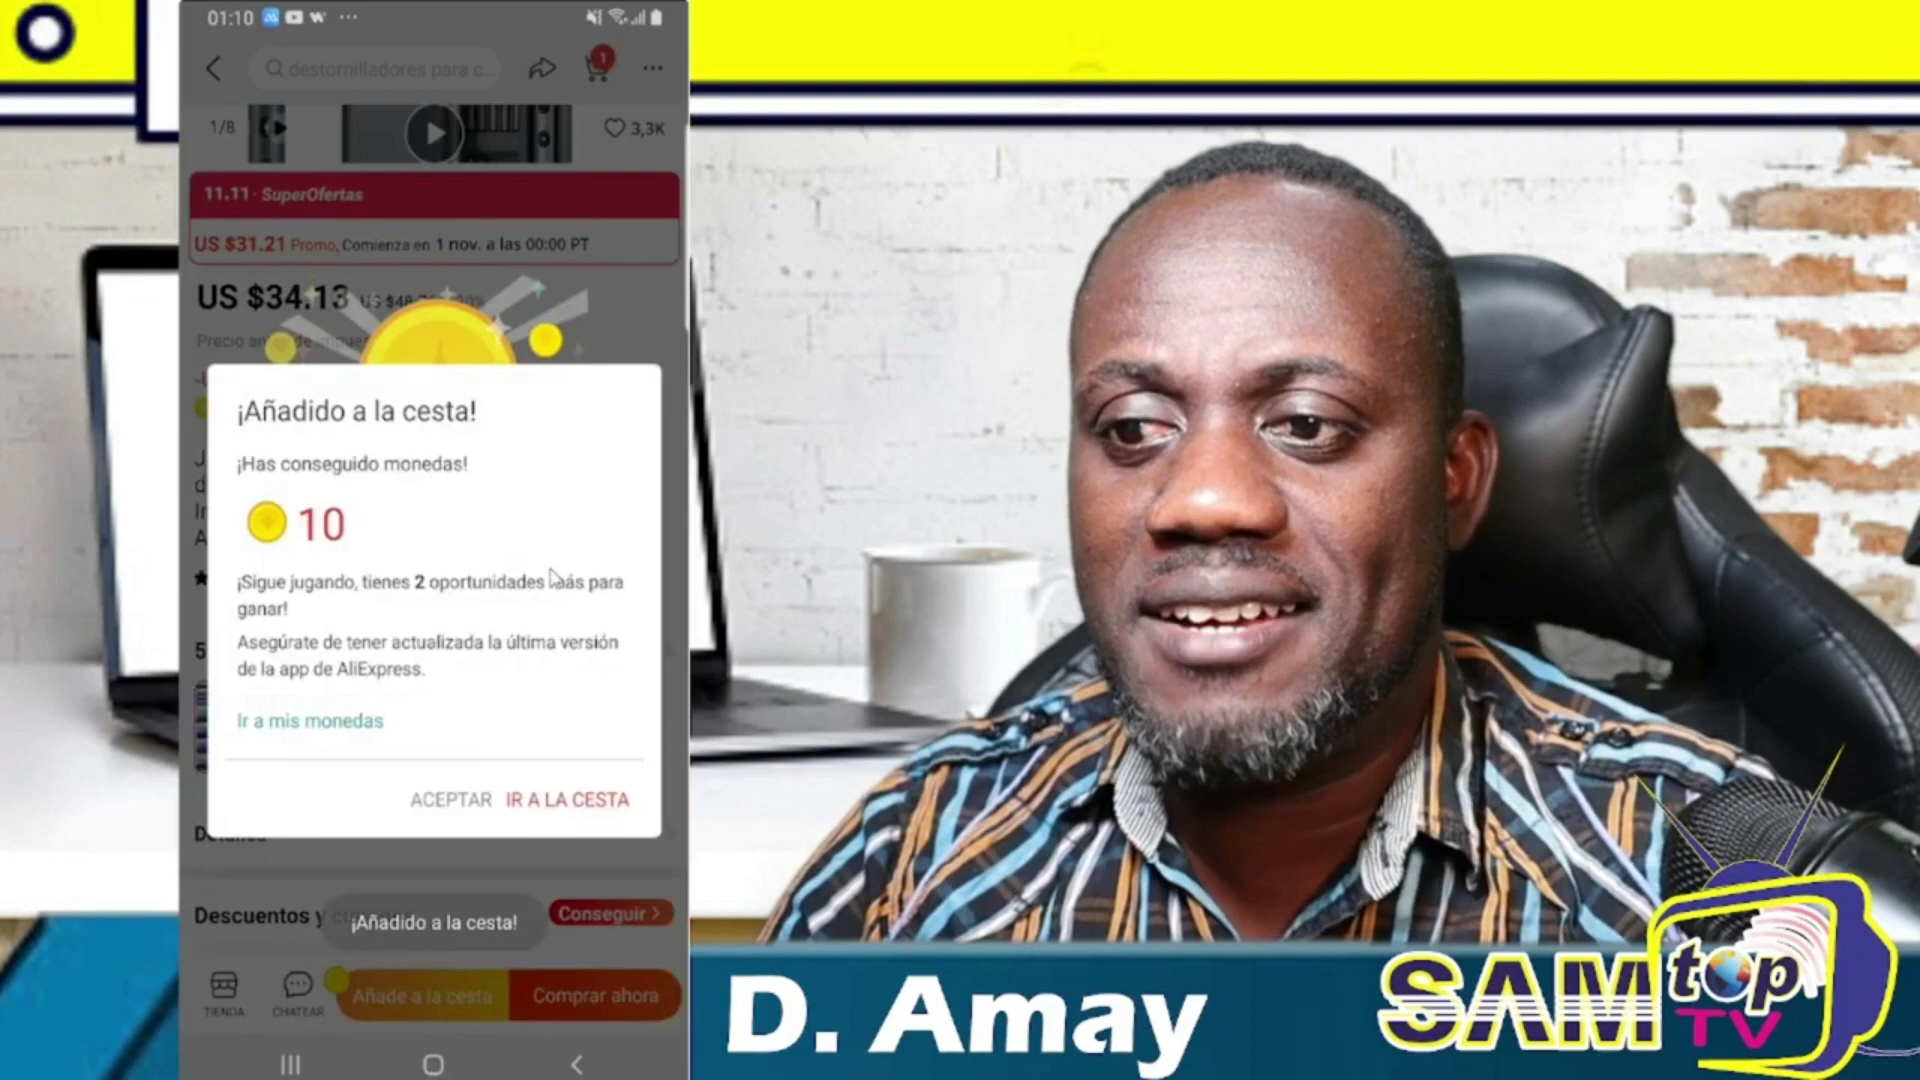 01:10
destornilladores para c...
1
1/8
3,3K
11.11 · SuperOfertas
US $31.21 Promo, Comienza en 1 nov. a las 00:00 PT
US $34.13
¡Añadido a la cesta!
¡Has conseguido monedas!
10
¡Sigue jugando, tienes 2 oportunidades más para
ganar!
Asegúrate de tener actualizada la última versión
de la app de AliExpress.
Ir a mis monedas
ACEPTAR IR A LA CESTA
Descuentos y
¡Añadido a la cesta!
Conseguir >
TIENDA
CHATEAR
Añade a la cesta
Comprar ahora
D. Amay
SAM top TV